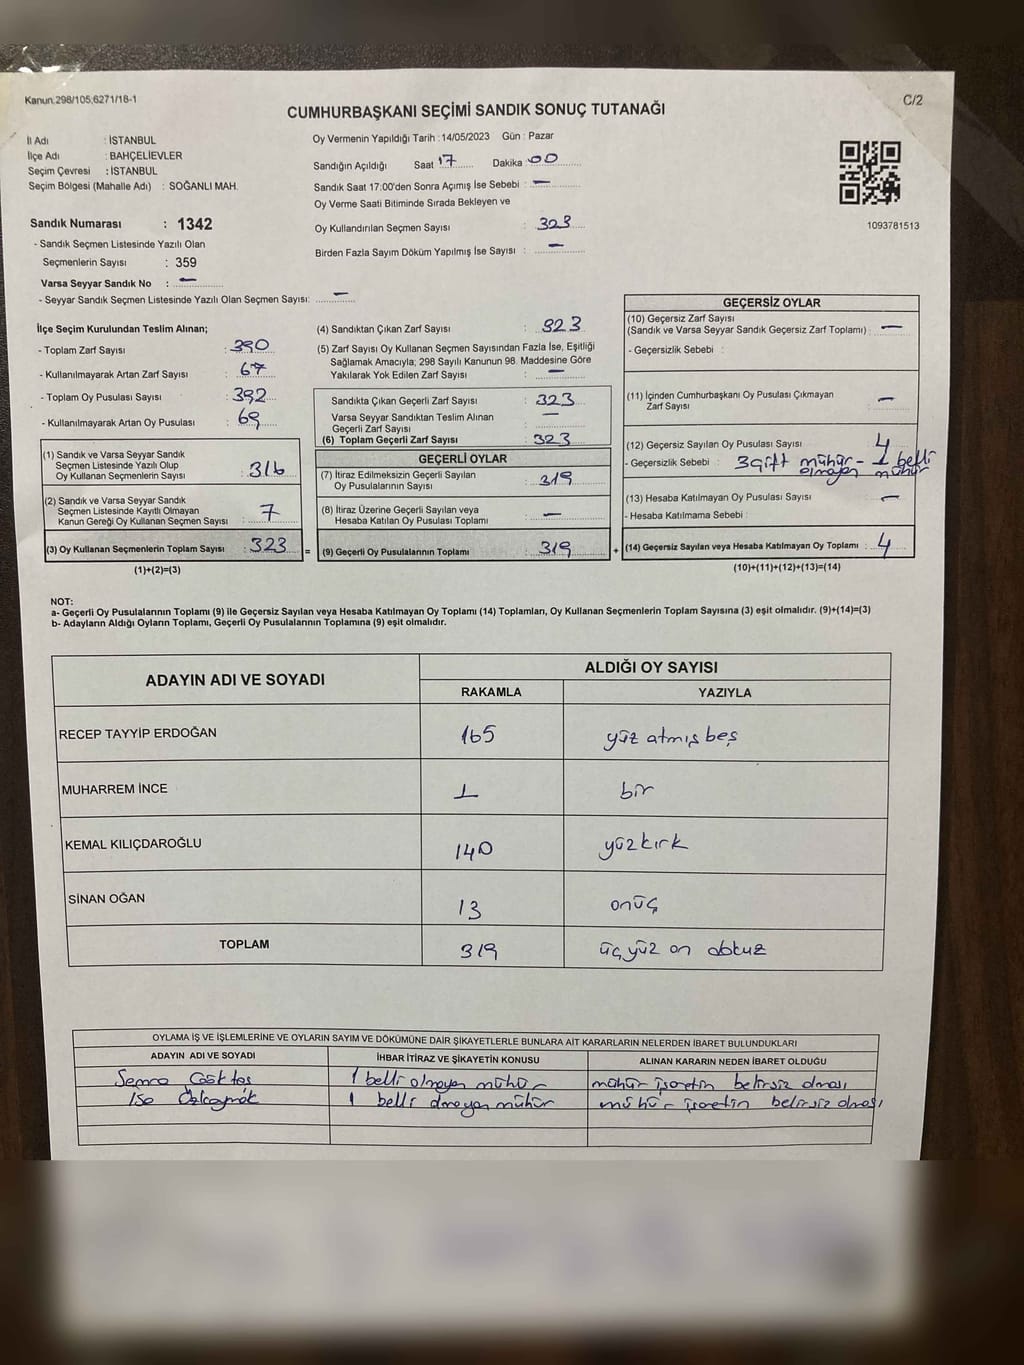 Kanun.298/105,6271/18-1
C/2
CUMHURBAŞKANI SEÇİMİ SANDIK SONUÇ TUTANAĞI
İl Adı : İSTANBUL
İlçe Adı : BAHÇELİEVLER
Seçim Çevresi : İSTANBUL
Seçim Bölgesi (Mahalle Adı) : SOĞANLI MAH.
Oy Vermenin Yapıldığı Tarih : 14/05/2023 Gün : Pazar
Sandığın Açıldığı Saat : 17 Dakika : 00
Sandık Saat 17:00'den Sonra Açımış İse Sebebi : —
Oy Verme Saati Bitiminde Sırada Bekleyen ve
Oy Kullandırılan Seçmen Sayısı : 323
Birden Fazla Sayım Döküm Yapılmış İse Sayısı : —
1093781513
Sandık Numarası : 1342
- Sandık Seçmen Listesinde Yazılı Olan
Seçmenlerin Sayısı : 359
Varsa Seyyar Sandık No : —
- Seyyar Sandık Seçmen Listesinde Yazılı Olan Seçmen Sayısı: —
İlçe Seçim Kurulundan Teslim Alınan;
- Toplam Zarf Sayısı : 390
- Kullanılmayarak Artan Zarf Sayısı : 67
- Toplam Oy Pusulası Sayısı : 392
- Kullanılmayarak Artan Oy Pusulası : 69
(1) Sandık ve Varsa Seyyar Sandık
Seçmen Listesinde Yazılı Olup
Oy Kullanan Seçmenlerin Sayısı : 316
(2) Sandık ve Varsa Seyyar Sandık
Seçmen Listesinde Kayıtlı Olmayan
Kanun Gereği Oy Kullanan Seçmen Sayısı : 7
(3) Oy Kullanan Seçmenlerin Toplam Sayısı : 323 =
(1)+(2)=(3)
(4) Sandıktan Çıkan Zarf Sayısı : 323
(5) Zarf Sayısı Oy Kullanan Seçmen Sayısından Fazla İse, Eşitliği
Sağlamak Amacıyla; 298 Sayılı Kanunun 98. Maddesine Göre
Yakılarak Yok Edilen Zarf Sayısı : —
Sandıkta Çıkan Geçerli Zarf Sayısı : 323
Varsa Seyyar Sandıktan Teslim Alınan
Geçerli Zarf Sayısı : —
(6) Toplam Geçerli Zarf Sayısı : 323
GEÇERLİ OYLAR
(7) İtiraz Edilmeksizin Geçerli Sayılan
Oy Pusulalarının Sayısı : 319
(8) İtiraz Üzerine Geçerli Sayılan veya
Hesaba Katılan Oy Pusulası Toplamı : —
(9) Geçerli Oy Pusulalarının Toplamı : 319 +
GEÇERSİZ OYLAR
(10) Geçersiz Zarf Sayısı
(Sandık ve Varsa Seyyar Sandık Geçersiz Zarf Toplamı) : —
- Geçersizlik Sebebi :
(11) İçinden Cumhurbaşkanı Oy Pusulası Çıkmayan
Zarf Sayısı : —
(12) Geçersiz Sayılan Oy Pusulası Sayısı : 4
- Geçersizlik Sebebi : 3 çift mühür - 1 belli
olmayan mühür
(13) Hesaba Katılmayan Oy Pusulası Sayısı : —
- Hesaba Katılmama Sebebi :
(14) Geçersiz Sayılan veya Hesaba Katılmayan Oy Toplamı : 4
(10)+(11)+(12)+(13)=(14)
NOT:
a- Geçerli Oy Pusulalarının Toplamı (9) ile Geçersiz Sayılan veya Hesaba Katılmayan Oy Toplamı (14) Toplamları, Oy Kullanan Seçmenlerin Toplam Sayısına (3) eşit olmalıdır. (9)+(14)=(3)
b- Adayların Aldığı Oyların Toplamı, Geçerli Oy Pusulalarının Toplamına (9) eşit olmalıdır.
ADAYIN ADI VE SOYADI ALDIĞI OY SAYISI
RAKAMLA YAZIYLA
RECEP TAYYİP ERDOĞAN 165 yüz atmış beş
MUHARREM İNCE 1 bir
KEMAL KILIÇDAROĞLU 140 yüzkırk
SİNAN OĞAN 13 onüç
TOPLAM 319 üçyüz on dokuz
OYLAMA İŞ VE İŞLEMLERİNE VE OYLARIN SAYIM VE DÖKÜMÜNE DAİR ŞİKAYETLERLE BUNLARA AİT KARARLARIN NELERDEN İBARET BULUNDUKLARI
ADAYIN ADI VE SOYADI İHBAR İTİRAZ VE ŞİKAYETİN KONUSU ALINAN KARARIN NEDEN İBARET OLDUĞU
Semra 1 belli olmayan mühür mühür işaretin belirsiz olması
İsa 1 belli olmayan mühür mühür işaretin belirsiz olması